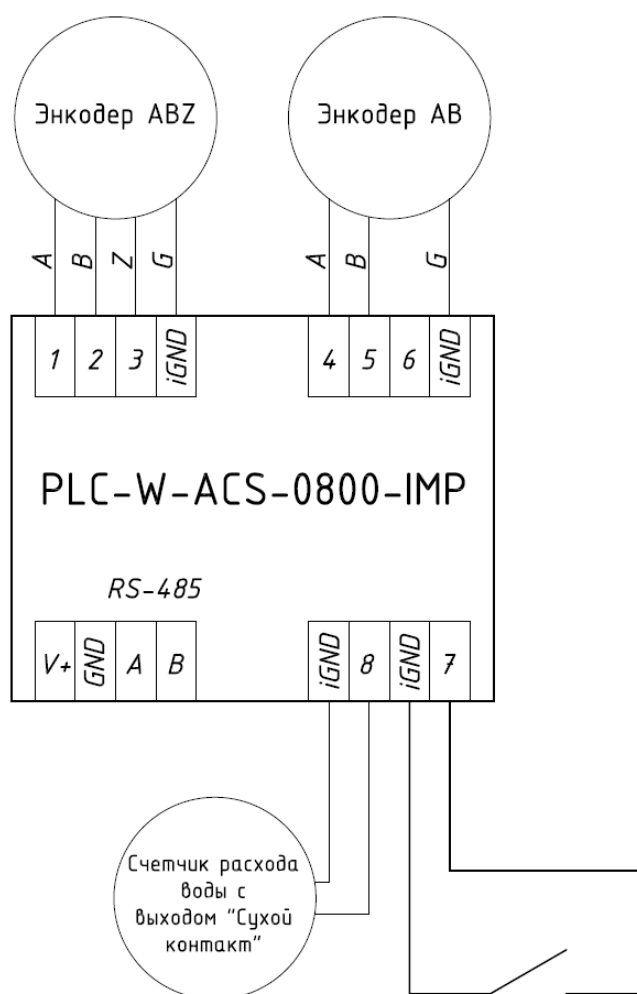 Энкодер ABZ
Энкодер AB
A B Z G
A B G
1 2 3 iGND
4 5 6 iGND
PLC-W-ACS-0800-IMP
RS-485
V+ GND A B
iGND 8 iGND 7
Счетчик расхода
воды с
выходом "Сухой
контакт"